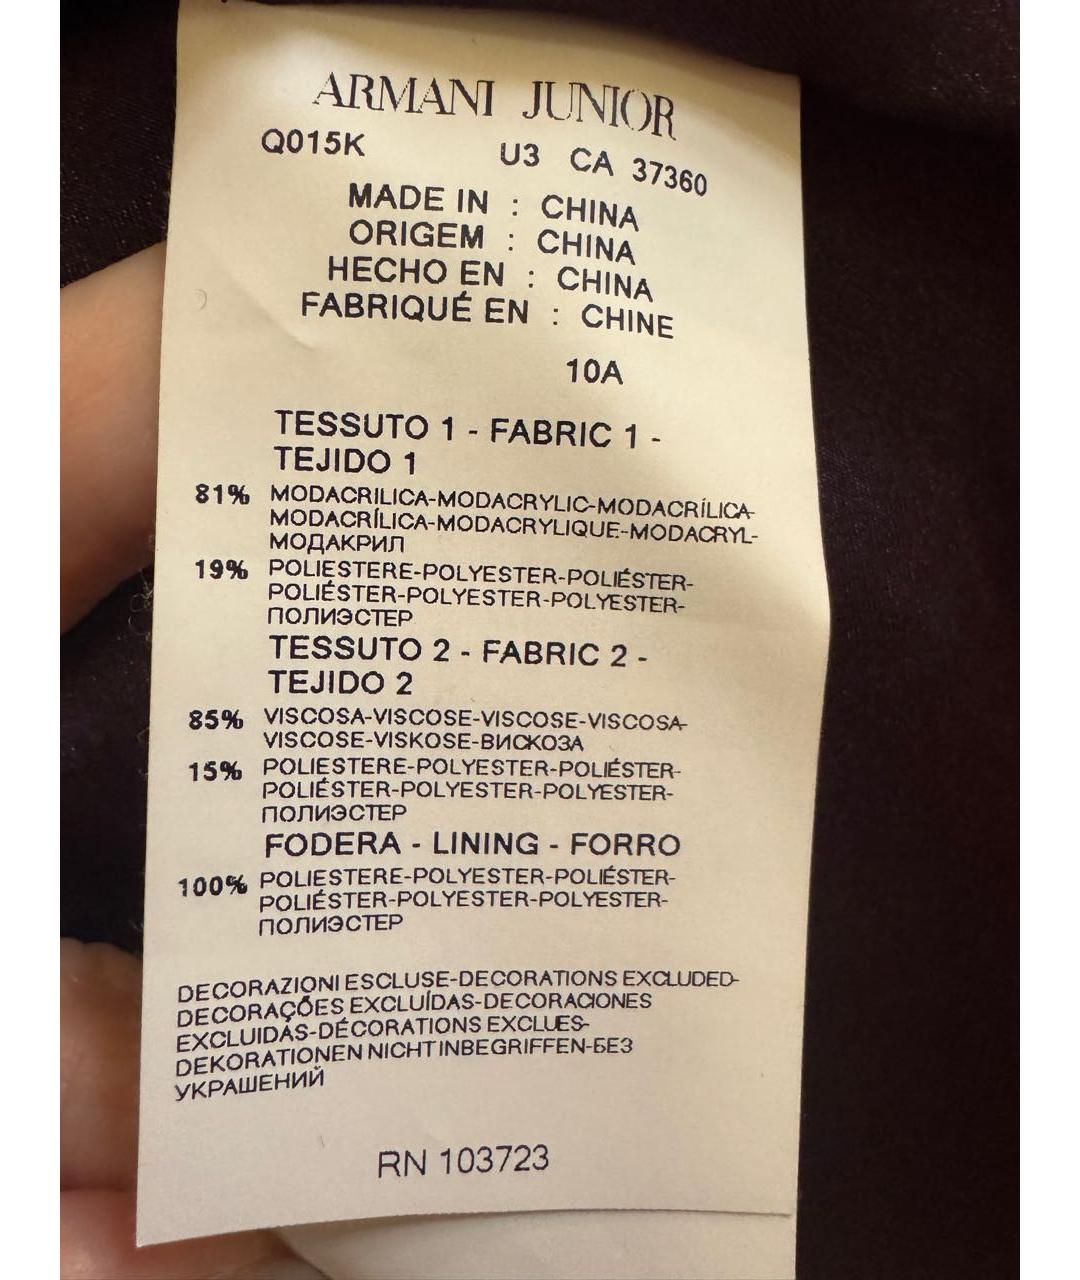 ARMANI JUNIOR
Q015K U3 CA 37360
MADE IN : CHINA
ORIGEM : CHINA
HECHO EN : CHINA
FABRIQUÉ EN : CHINE
10A
TESSUTO 1 - FABRIC 1 -
TEJIDO 1
81% MODACRILICA-MODACRYLIC-MODACRÍLICA-
MODACRÍLICA-MODACRYLIQUE-MODACRYL-
МОДАКРИЛ
19% POLIESTERE-POLYESTER-POLIÉSTER-
POLIÉSTER-POLYESTER-POLYESTER-
ПОЛИЭСТЕР
TESSUTO 2 - FABRIC 2 -
TEJIDO 2
85% VISCOSA-VISCOSE-VISCOSE-VISCOSA-
VISCOSE-VISKOSE-ВИСКОЗА
15% POLIESTERE-POLYESTER-POLIÉSTER-
POLIÉSTER-POLYESTER-POLYESTER-
ПОЛИЭСТЕР
FODERA - LINING - FORRO
100% POLIESTERE-POLYESTER-POLIÉSTER-
POLIÉSTER-POLYESTER-POLYESTER-
ПОЛИЭСТЕР
DECORAZIONI ESCLUSE-DECORATIONS EXCLUDED-
DECORAÇÕES EXCLUÍDAS-DECORACIONES
EXCLUIDAS-DÉCORATIONS EXCLUES-
DEKORATIONEN NICHT INBEGRIFFEN-БЕЗ
УКРАШЕНИЙ
RN 103723